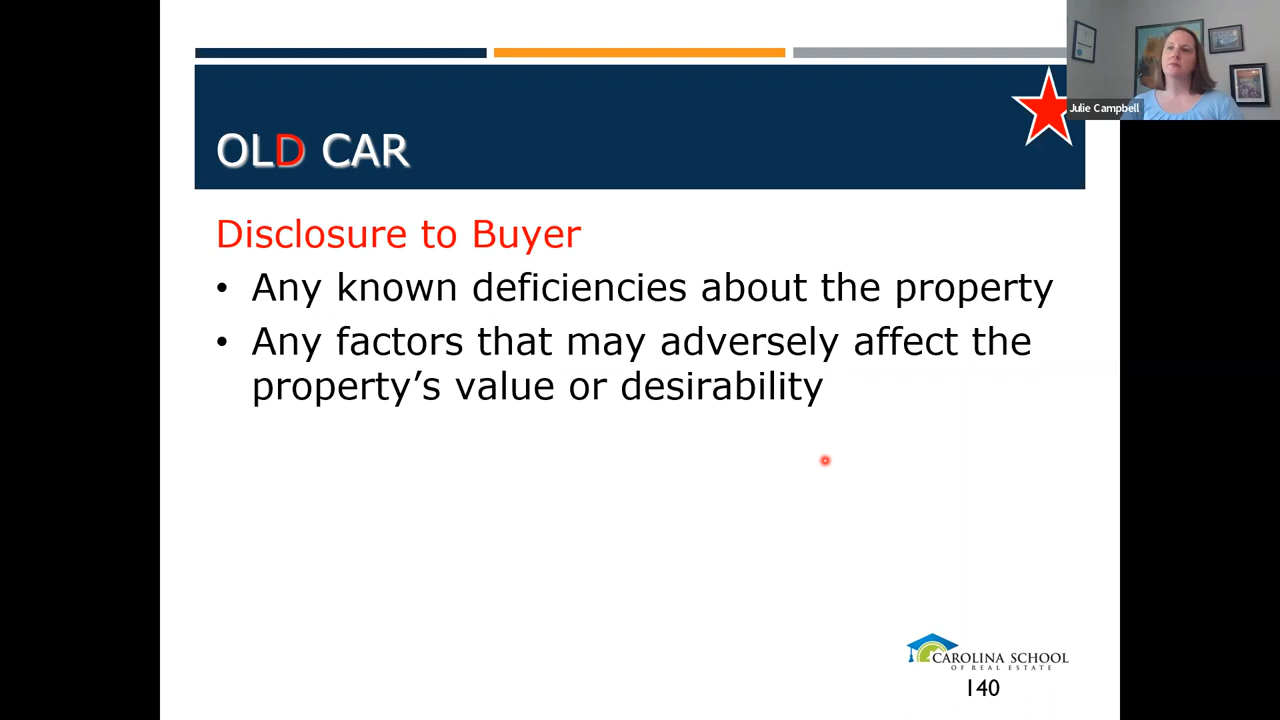 Julie Campbell
OLD CAR
Disclosure to Buyer
• Any known deficiencies about the property
• Any factors that may adversely affect the
property’s value or desirability
CAROLINA SCHOOL
OF REAL ESTATE
140